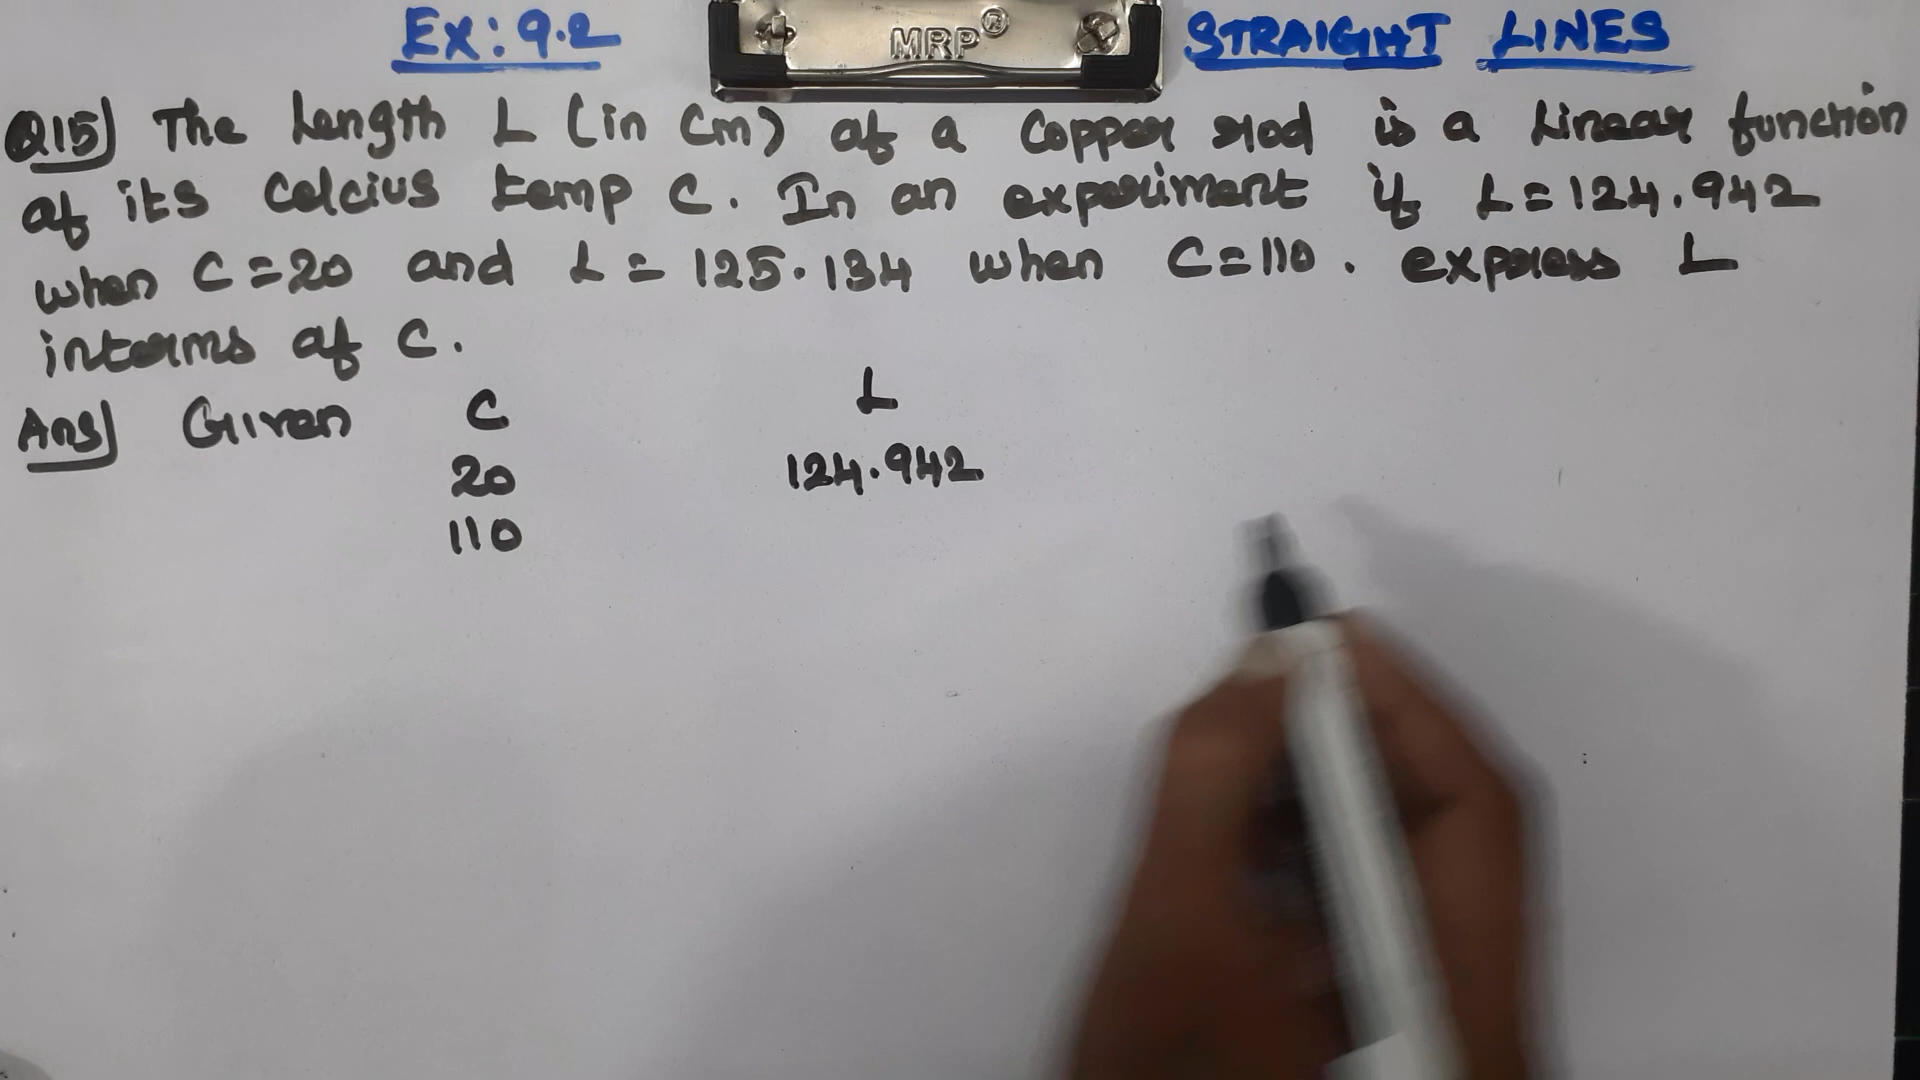 EX: 9.2
MRP®
STRAIGHT LINES
Q15) The Length L (in Cm) of a Copper rod is a Linear function
of its Celcius temp C. In an experiment if L=124.942
when C=20 and L=125.134 when C=110. express L
interms of C.
Ans) Given C L
20 124.942
110